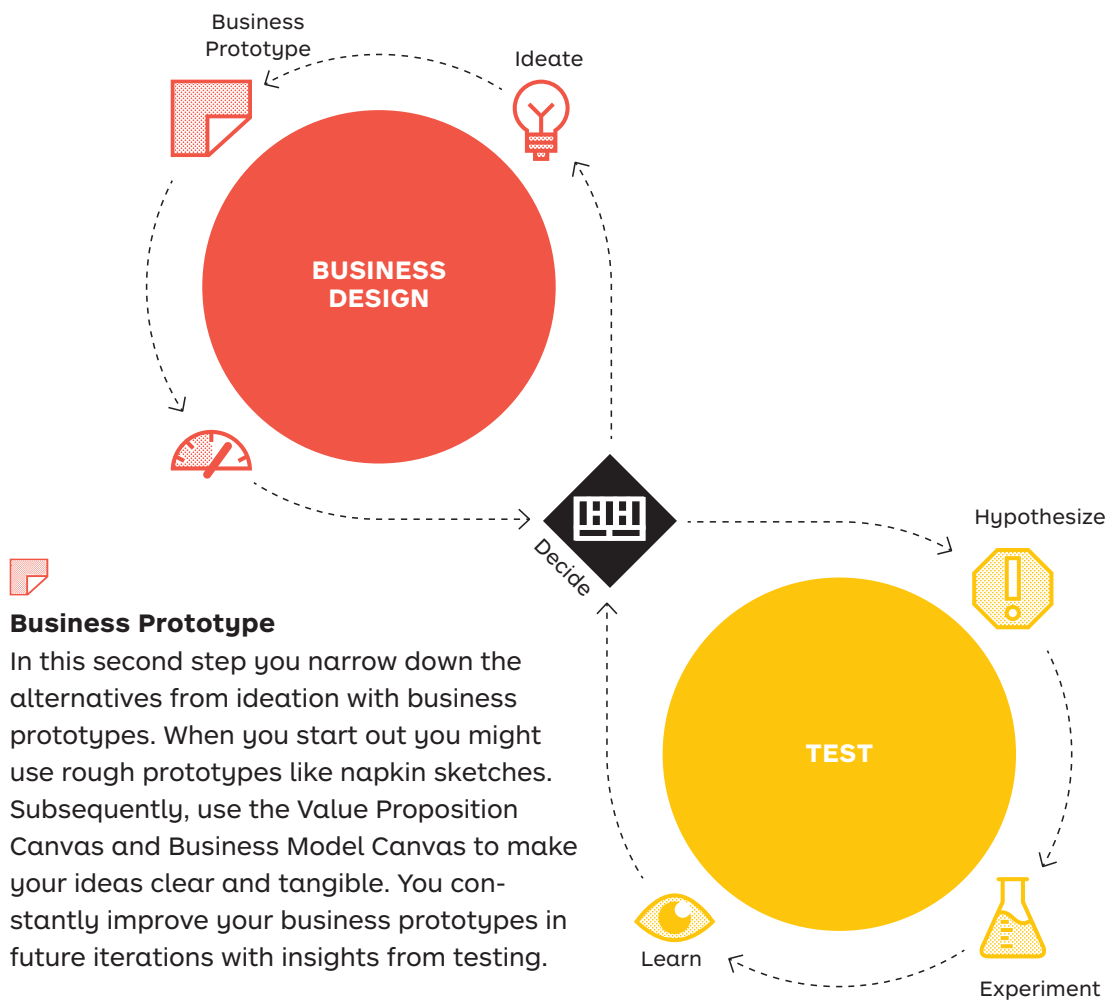 Business
Prototype
Ideate
BUSINESS
DESIGN
Decide
Hypothesize
TEST
Learn
Experiment
Business Prototype
In this second step you narrow down the
alternatives from ideation with business
prototypes. When you start out you might
use rough prototypes like napkin sketches.
Subsequently, use the Value Proposition
Canvas and Business Model Canvas to make
your ideas clear and tangible. You con-
stantly improve your business prototypes in
future iterations with insights from testing.